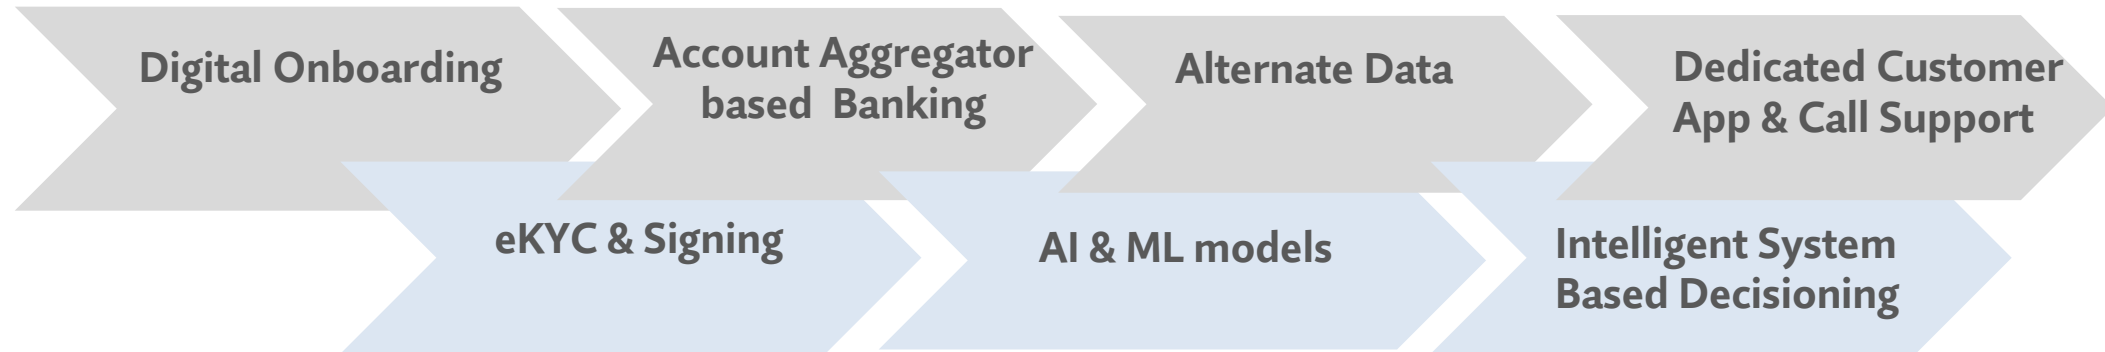 Digital Onboarding
Account Aggregator
based  Banking
Alternate Data
Dedicated Customer
App & Call Support
eKYC & Signing
AI & ML models
Intelligent System
Based Decisioning